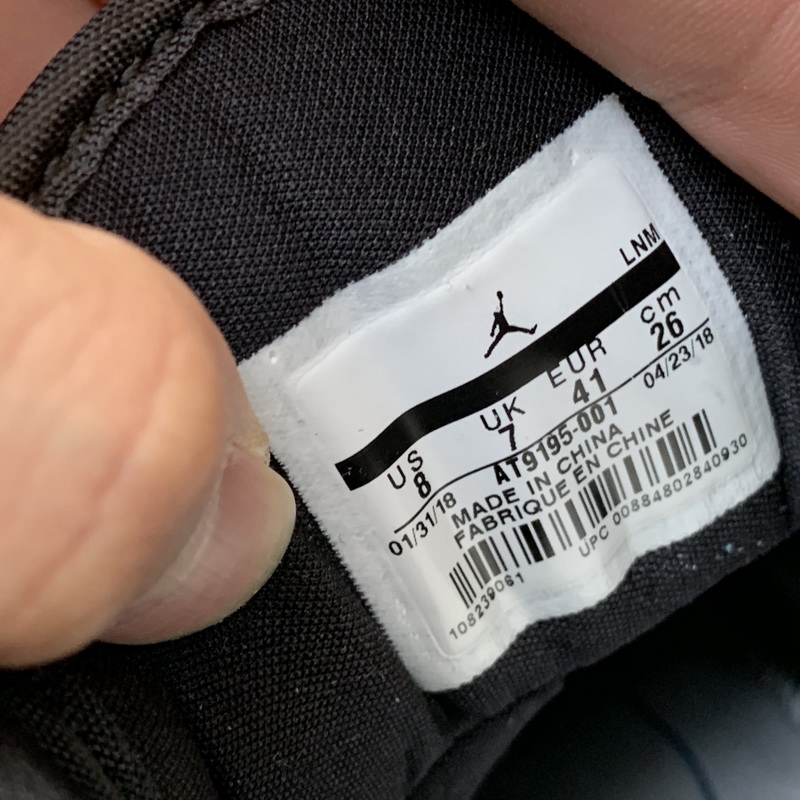 LNM
US UK EUR cm
8 7 41 26
01/31/18 AT9195-001 04/23/18
MADE IN CHINA
FABRIQUE EN CHINE
108239061 UPC 00884802840930